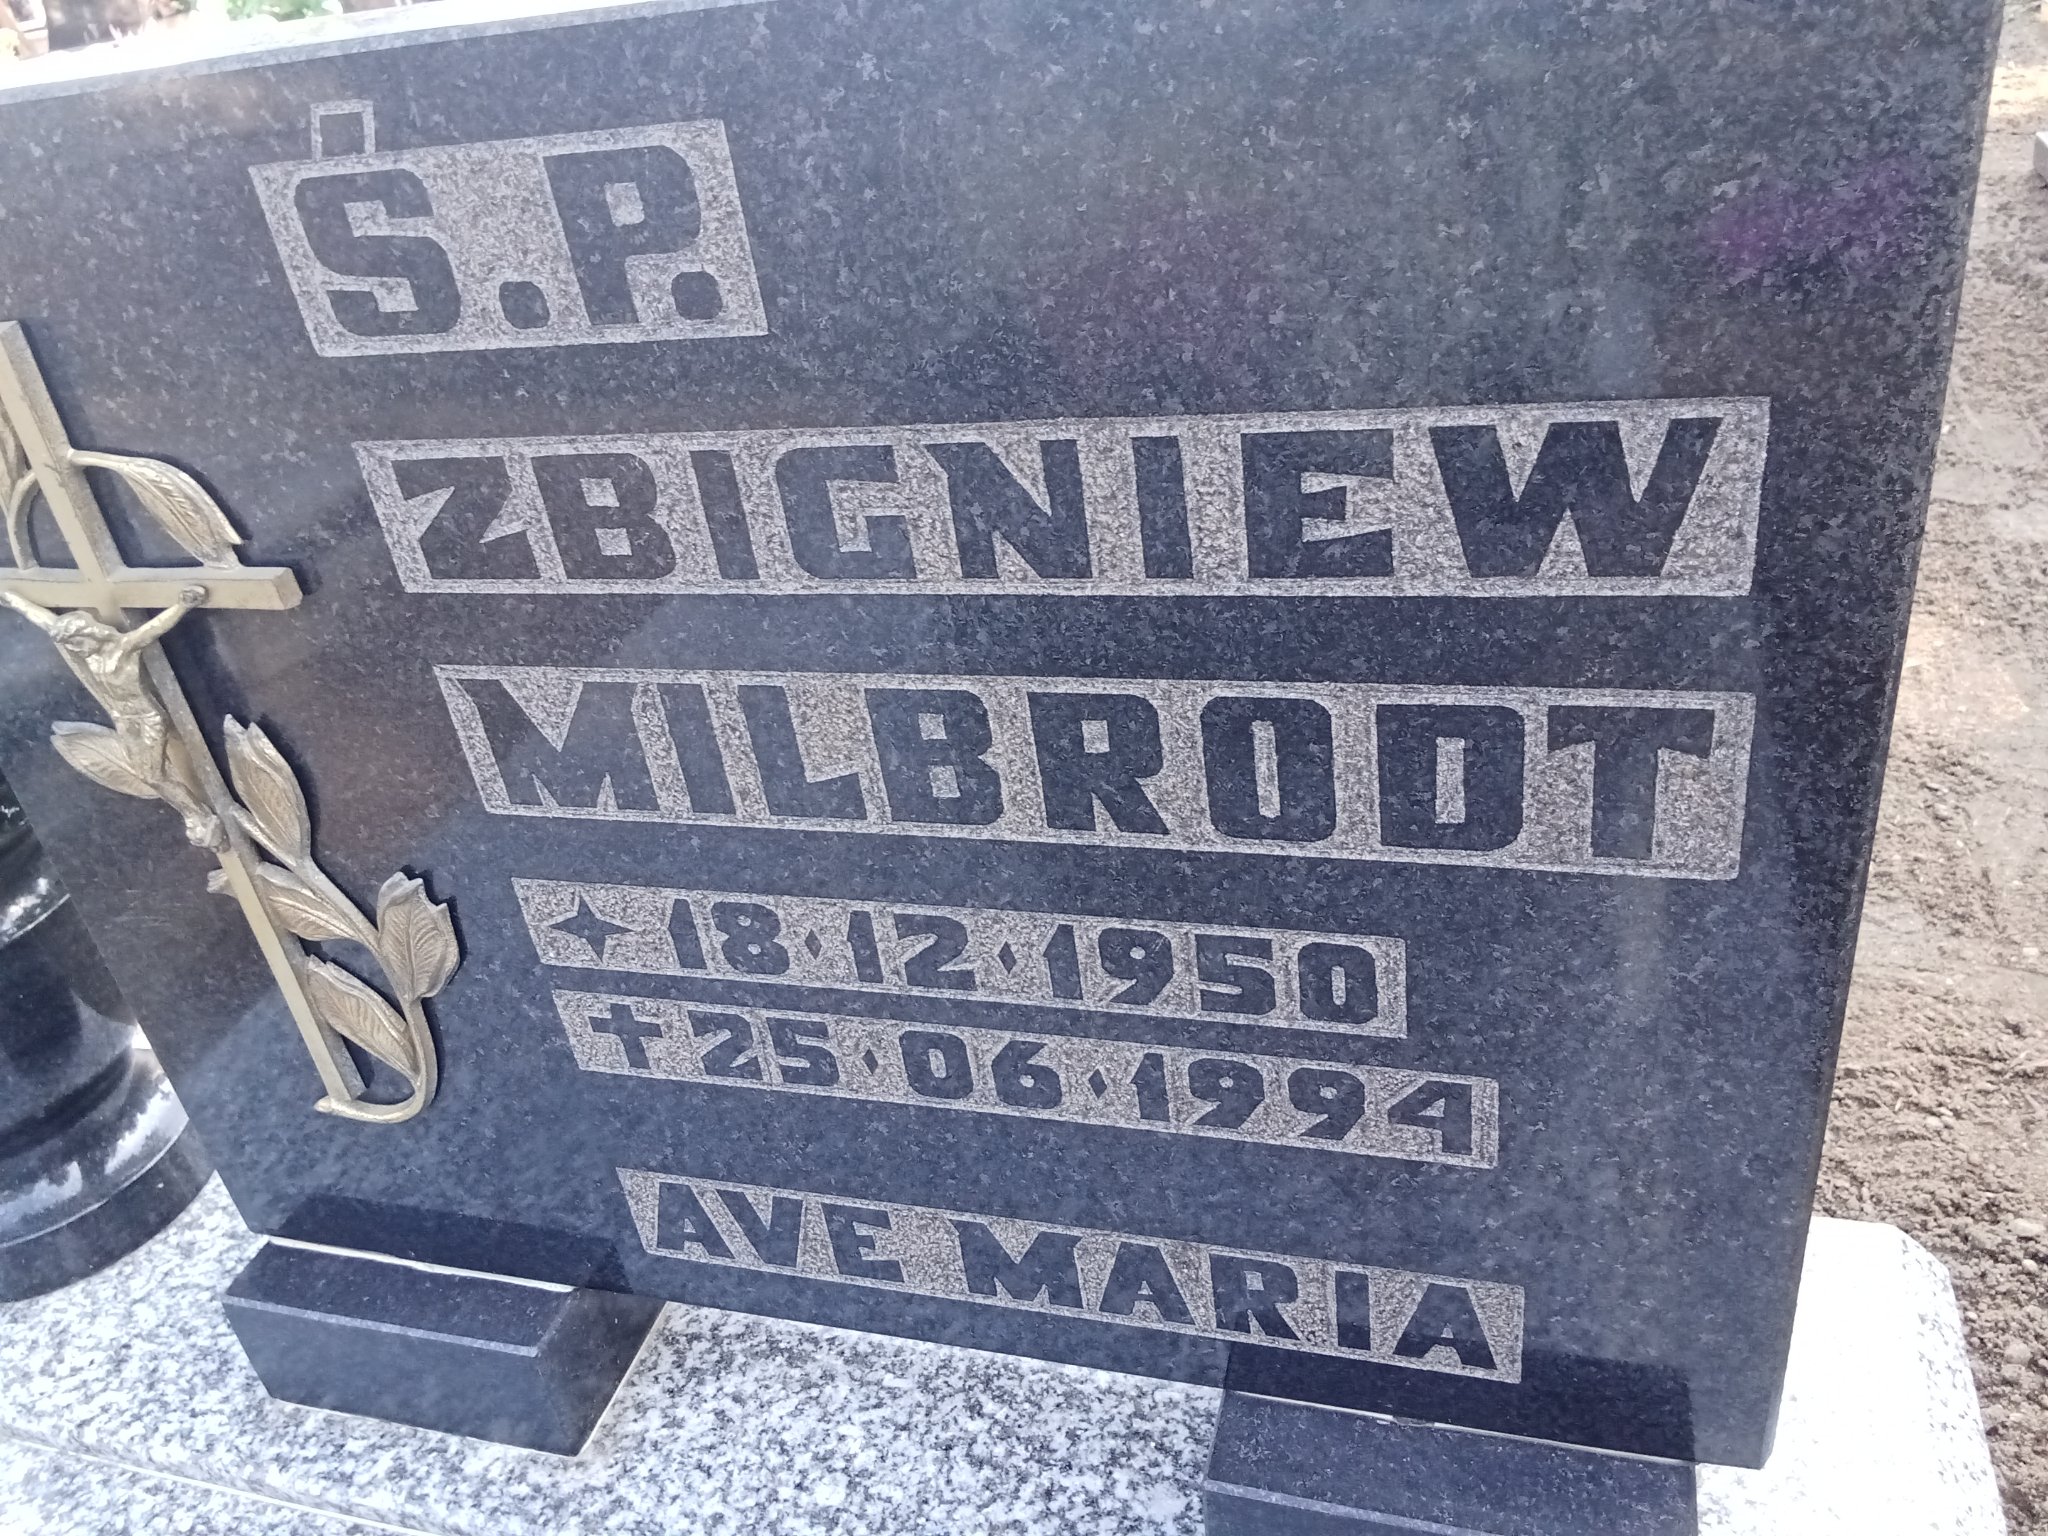 Ś.P.
ZBIGNIEW
MILBRODT
✦ 18·12·1950
✝ 25·06·1994
AVE MARIA